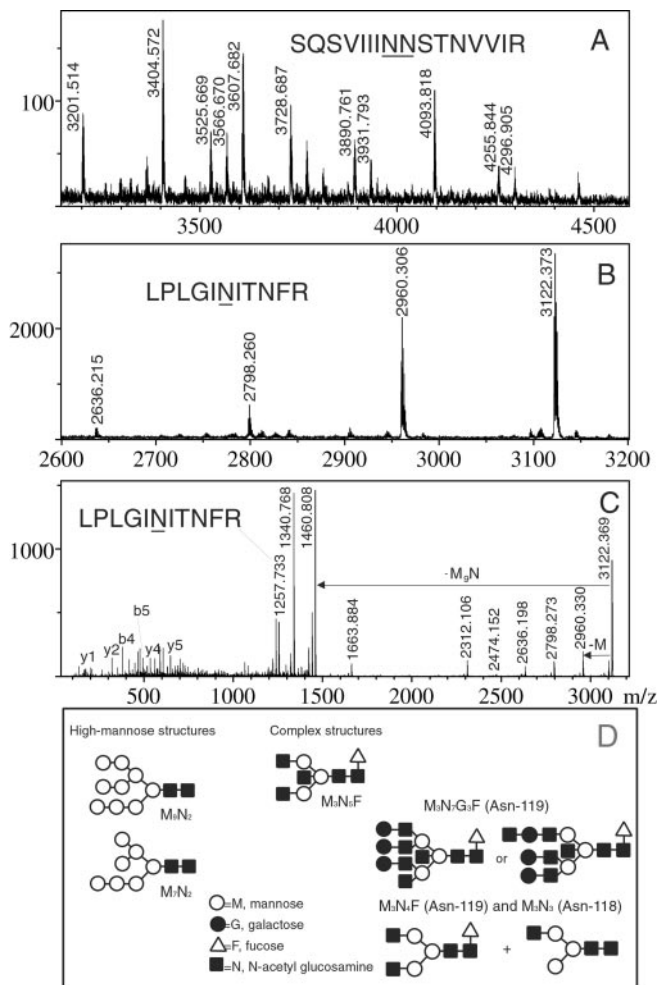 A
SQSVIIINNSTNVVIR
100
3201.514
3404.572
3525.669
3566.670
3607.682
3728.687
3890.761
3931.793
4093.818
4255.844
4296.905
3500 4000 4500
B
LPLGINITNFR
2000
2636.215
2798.260
2960.306
3122.373
2600 2700 2800 2900 3000 3100 3200
C
LPLGINITNFR
1000
y1
y2
b4
b5
y4
y5
1257.733
1340.768
1460.808
1663.884
2312.106
2474.152
2636.198
2798.273
2960.330
3122.369
-M₉N
-M
0 500 1000 1500 2000 2500 3000 m/z
D
High-mannose structures
Complex structures
M₉N₂
M₇N₂
M₃N₅F
M₃N₇G₃F (Asn-119)
or
M₃N₄F (Asn-119) and M₃N₃ (Asn-118)
+
=M, mannose
=G, galactose
=F, fucose
=N, N-acetyl glucosamine